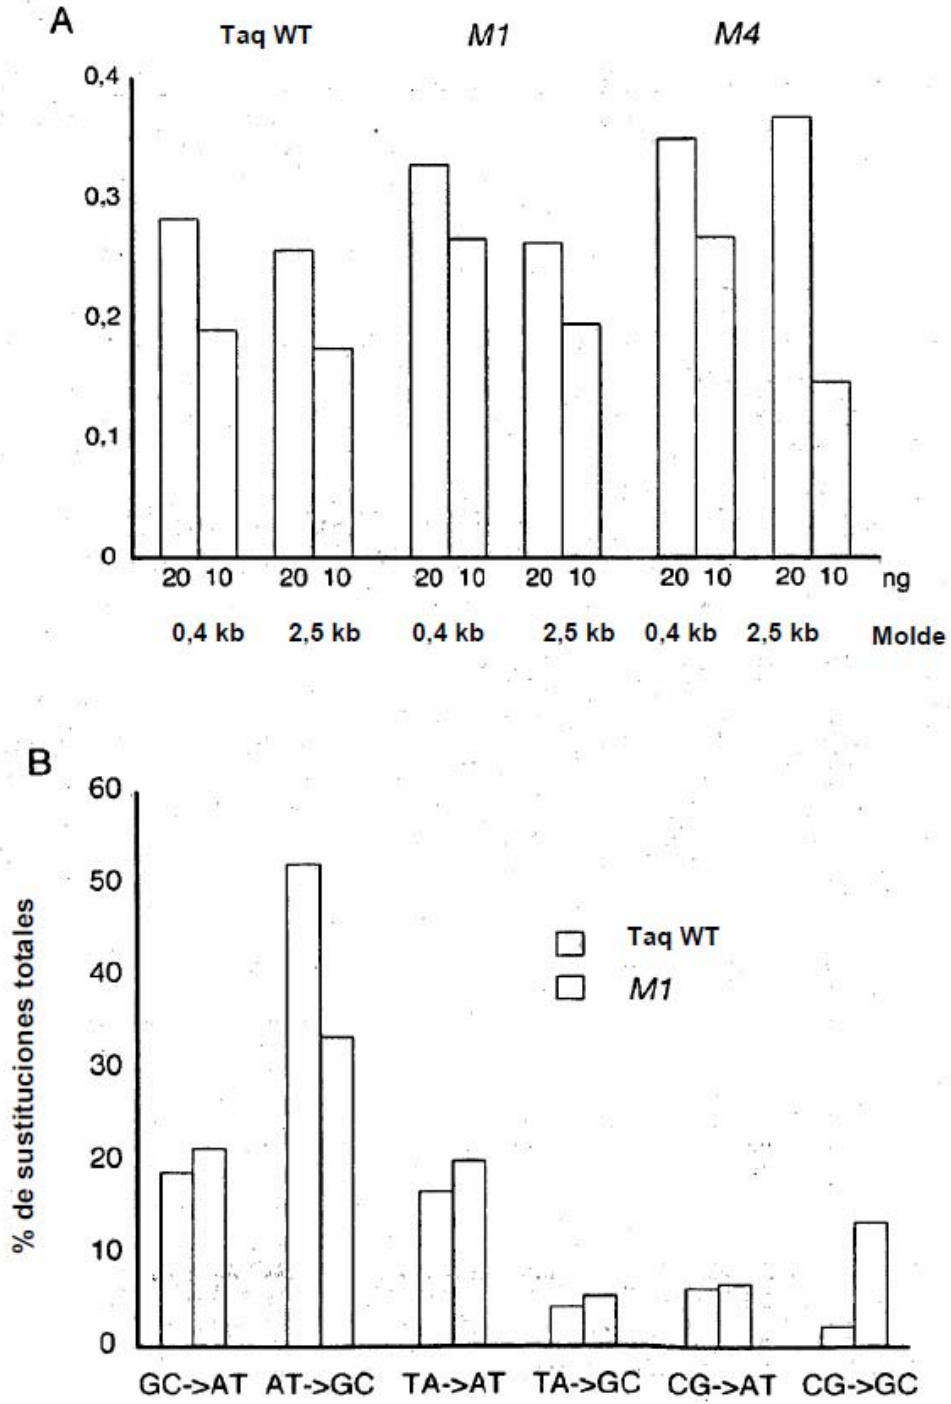 A
Taq WT M1 M4
0,4
0,3
0,2
0,1
0
20 10 20 10 20 10 20 10 20 10 20 10 ng
0,4 kb 2,5 kb 0,4 kb 2,5 kb 0,4 kb 2,5 kb Molde
B
% de sustituciones totales
60
50
40
30
20
10
0
Taq WT
M1
GC->AT AT->GC TA->AT TA->GC CG->AT CG->GC